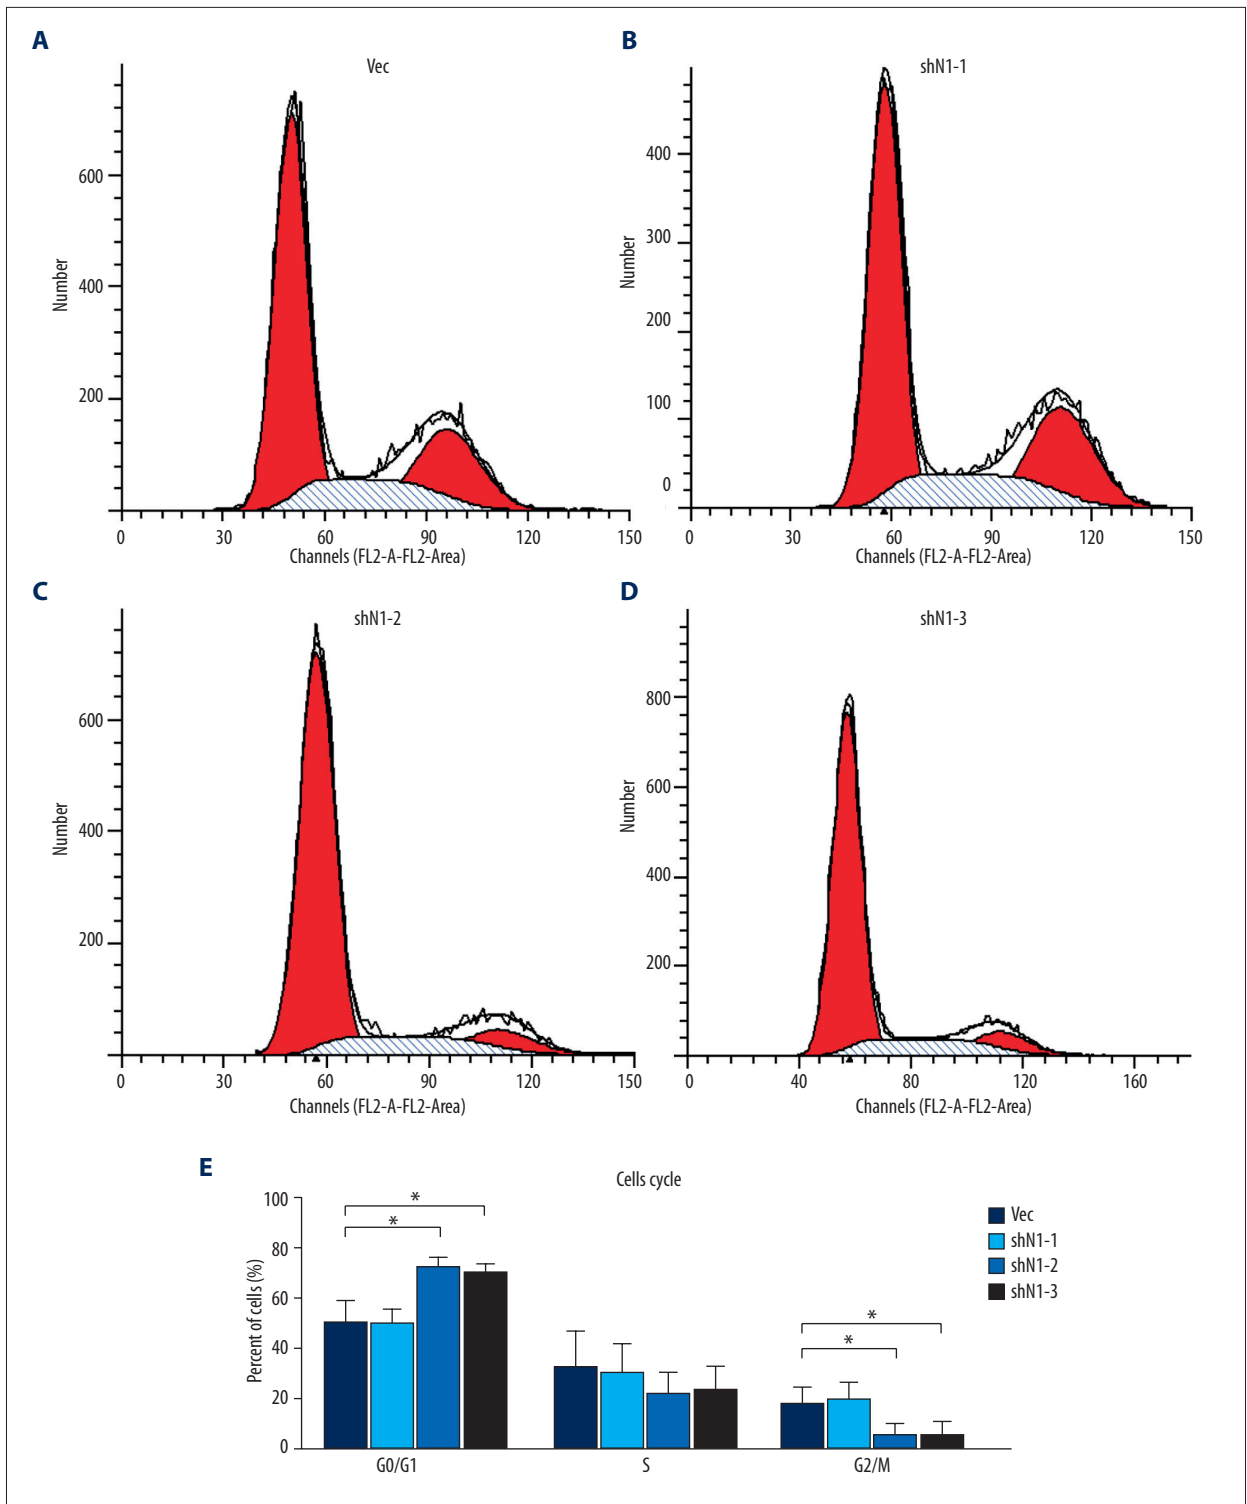 A
Vec
Number
600
400
200
0 30 60 90 120 150
Channels (FL2-A-FL2-Area)
B
shN1-1
Number
400
300
200
100
0
0 30 60 90 120 150
Channels (FL2-A-FL2-Area)
C
shN1-2
Number
600
400
200
0 30 60 90 120 150
Channels (FL2-A-FL2-Area)
D
shN1-3
Number
800
600
400
200
0 40 80 120 160
Channels (FL2-A-FL2-Area)
E
Cells cycle
Percent of cells (%)
100
80
60
40
20
0
*
*
*
*
G0/G1 S G2/M
Vec
shN1-1
shN1-2
shN1-3